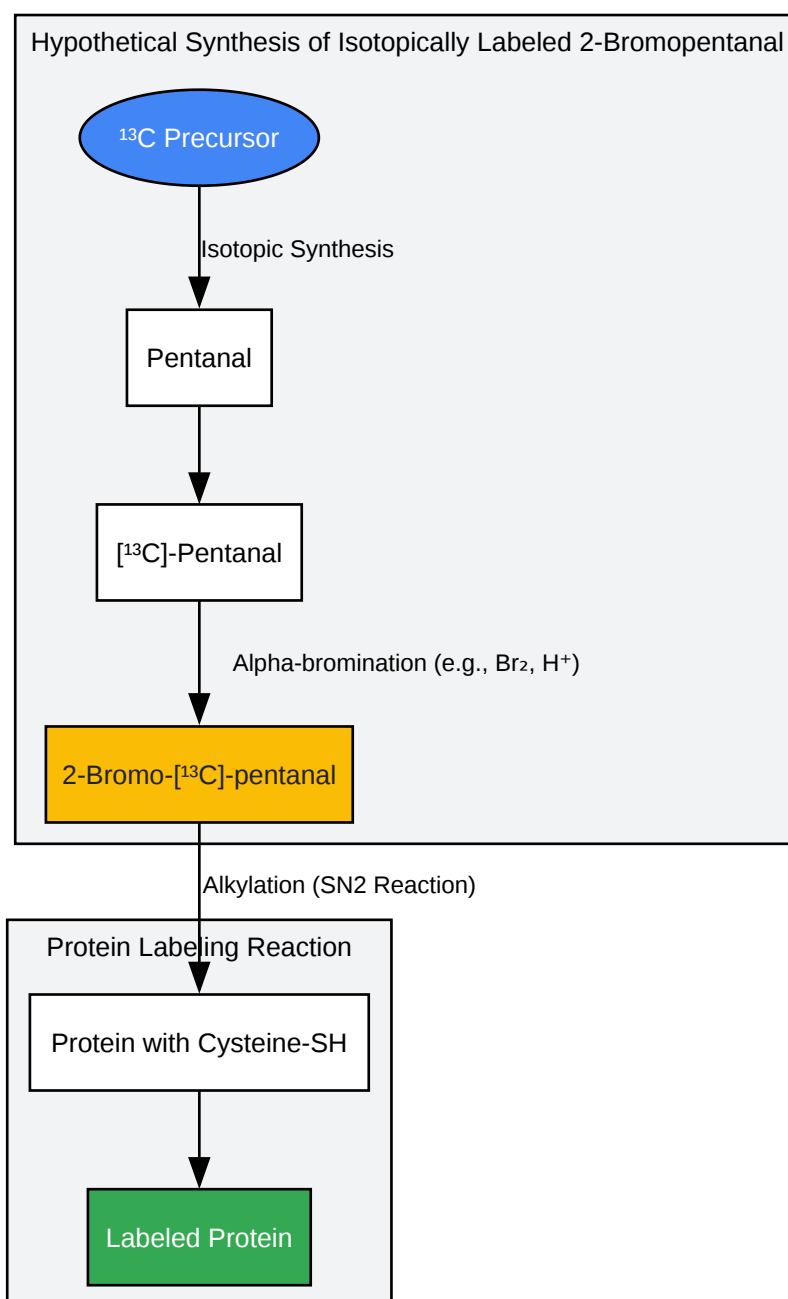 Hypothetical Synthesis of Isotopically Labeled 2-Bromopentanal
¹³C Precursor
Isotopic Synthesis
Pentanal
[¹³C]-Pentanal
Alpha-bromination (e.g., Br₂, H⁺)
2-Bromo-[¹³C]-pentanal
Alkylation (SN2 Reaction)
Protein Labeling Reaction
Protein with Cysteine-SH
Labeled Protein